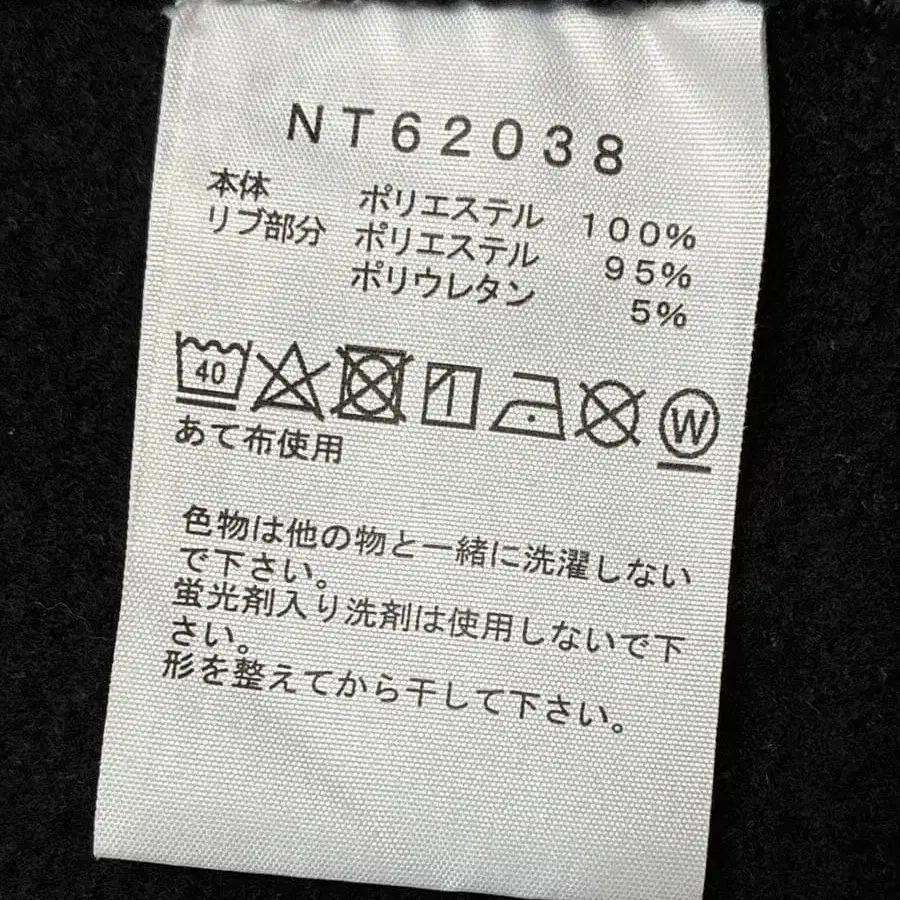 NT62038
本体 ポリエステル 100%
リブ部分 ポリエステル 95%
ポリウレタン 5%
40 W
あて布使用
色物は他の物と一緒に洗濯しない
で下さい。
蛍光剤入り洗剤は使用しないで下
さい。
形を整えてから干して下さい。